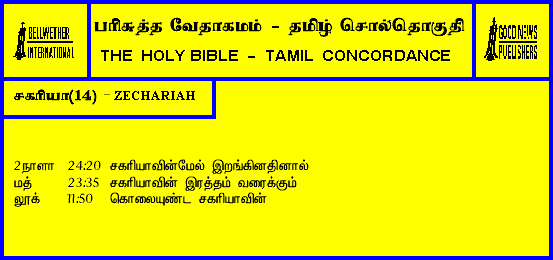 BELLWETHER
INTERNATIONAL
பரிசுத்த வேதாகமம் - தமிழ் சொல்தொகுதி
THE HOLY BIBLE - TAMIL CONCORDANCE
GOOD NEWS
PUBLISHERS
சகரியா(14) - ZECHARIAH
2நாளா 24:20 சகரியாவின்மேல் இறங்கினதினால்
மத் 23:35 சகரியாவின் இரத்தம் வரைக்கும்
லூக் 11:50 கொலையுண்ட சகரியாவின்